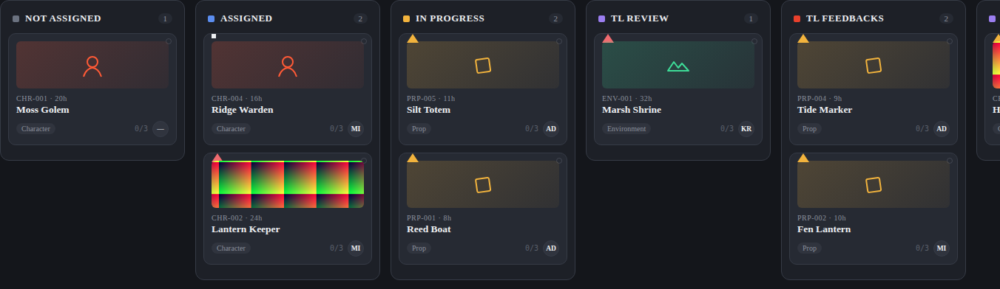 NOT ASSIGNED 1
CHR-001 · 20h
Moss Golem
Character 0/3 —
ASSIGNED 2
CHR-004 · 16h
Ridge Warden
Character 0/3 MI
CHR-002 · 24h
Lantern Keeper
Character 0/3 MI
IN PROGRESS 2
PRP-005 · 11h
Silt Totem
Prop 0/3 AD
PRP-001 · 8h
Reed Boat
Prop 0/3 AD
TL REVIEW 1
ENV-001 · 32h
Marsh Shrine
Environment 0/3 KR
TL FEEDBACKS 2
PRP-004 · 9h
Tide Marker
Prop 0/3 AD
PRP-002 · 10h
Fen Lantern
Prop 0/3 MI